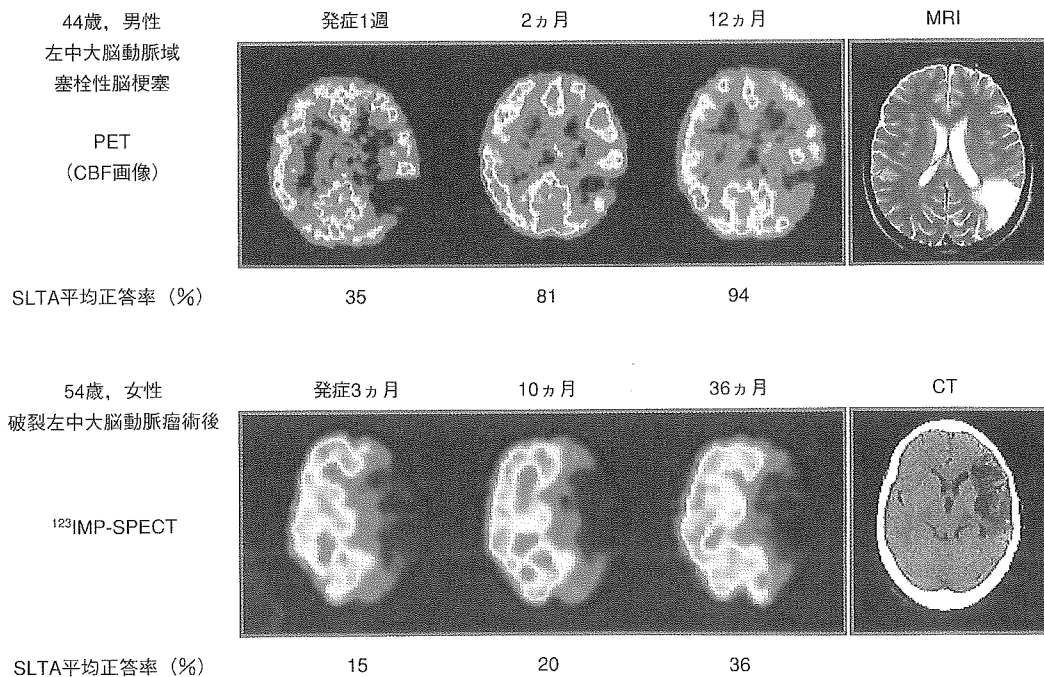 44歳，男性
左中大脳動脈域
塞栓性脳梗塞
PET
（CBF画像）
発症1週
2ヵ月
12ヵ月
MRI
SLTA平均正答率（％）
35
81
94
54歳，女性
破裂左中大脳動脈瘤術後
¹²³IMP-SPECT
発症3ヵ月
10ヵ月
36ヵ月
CT
SLTA平均正答率（％）
15
20
36